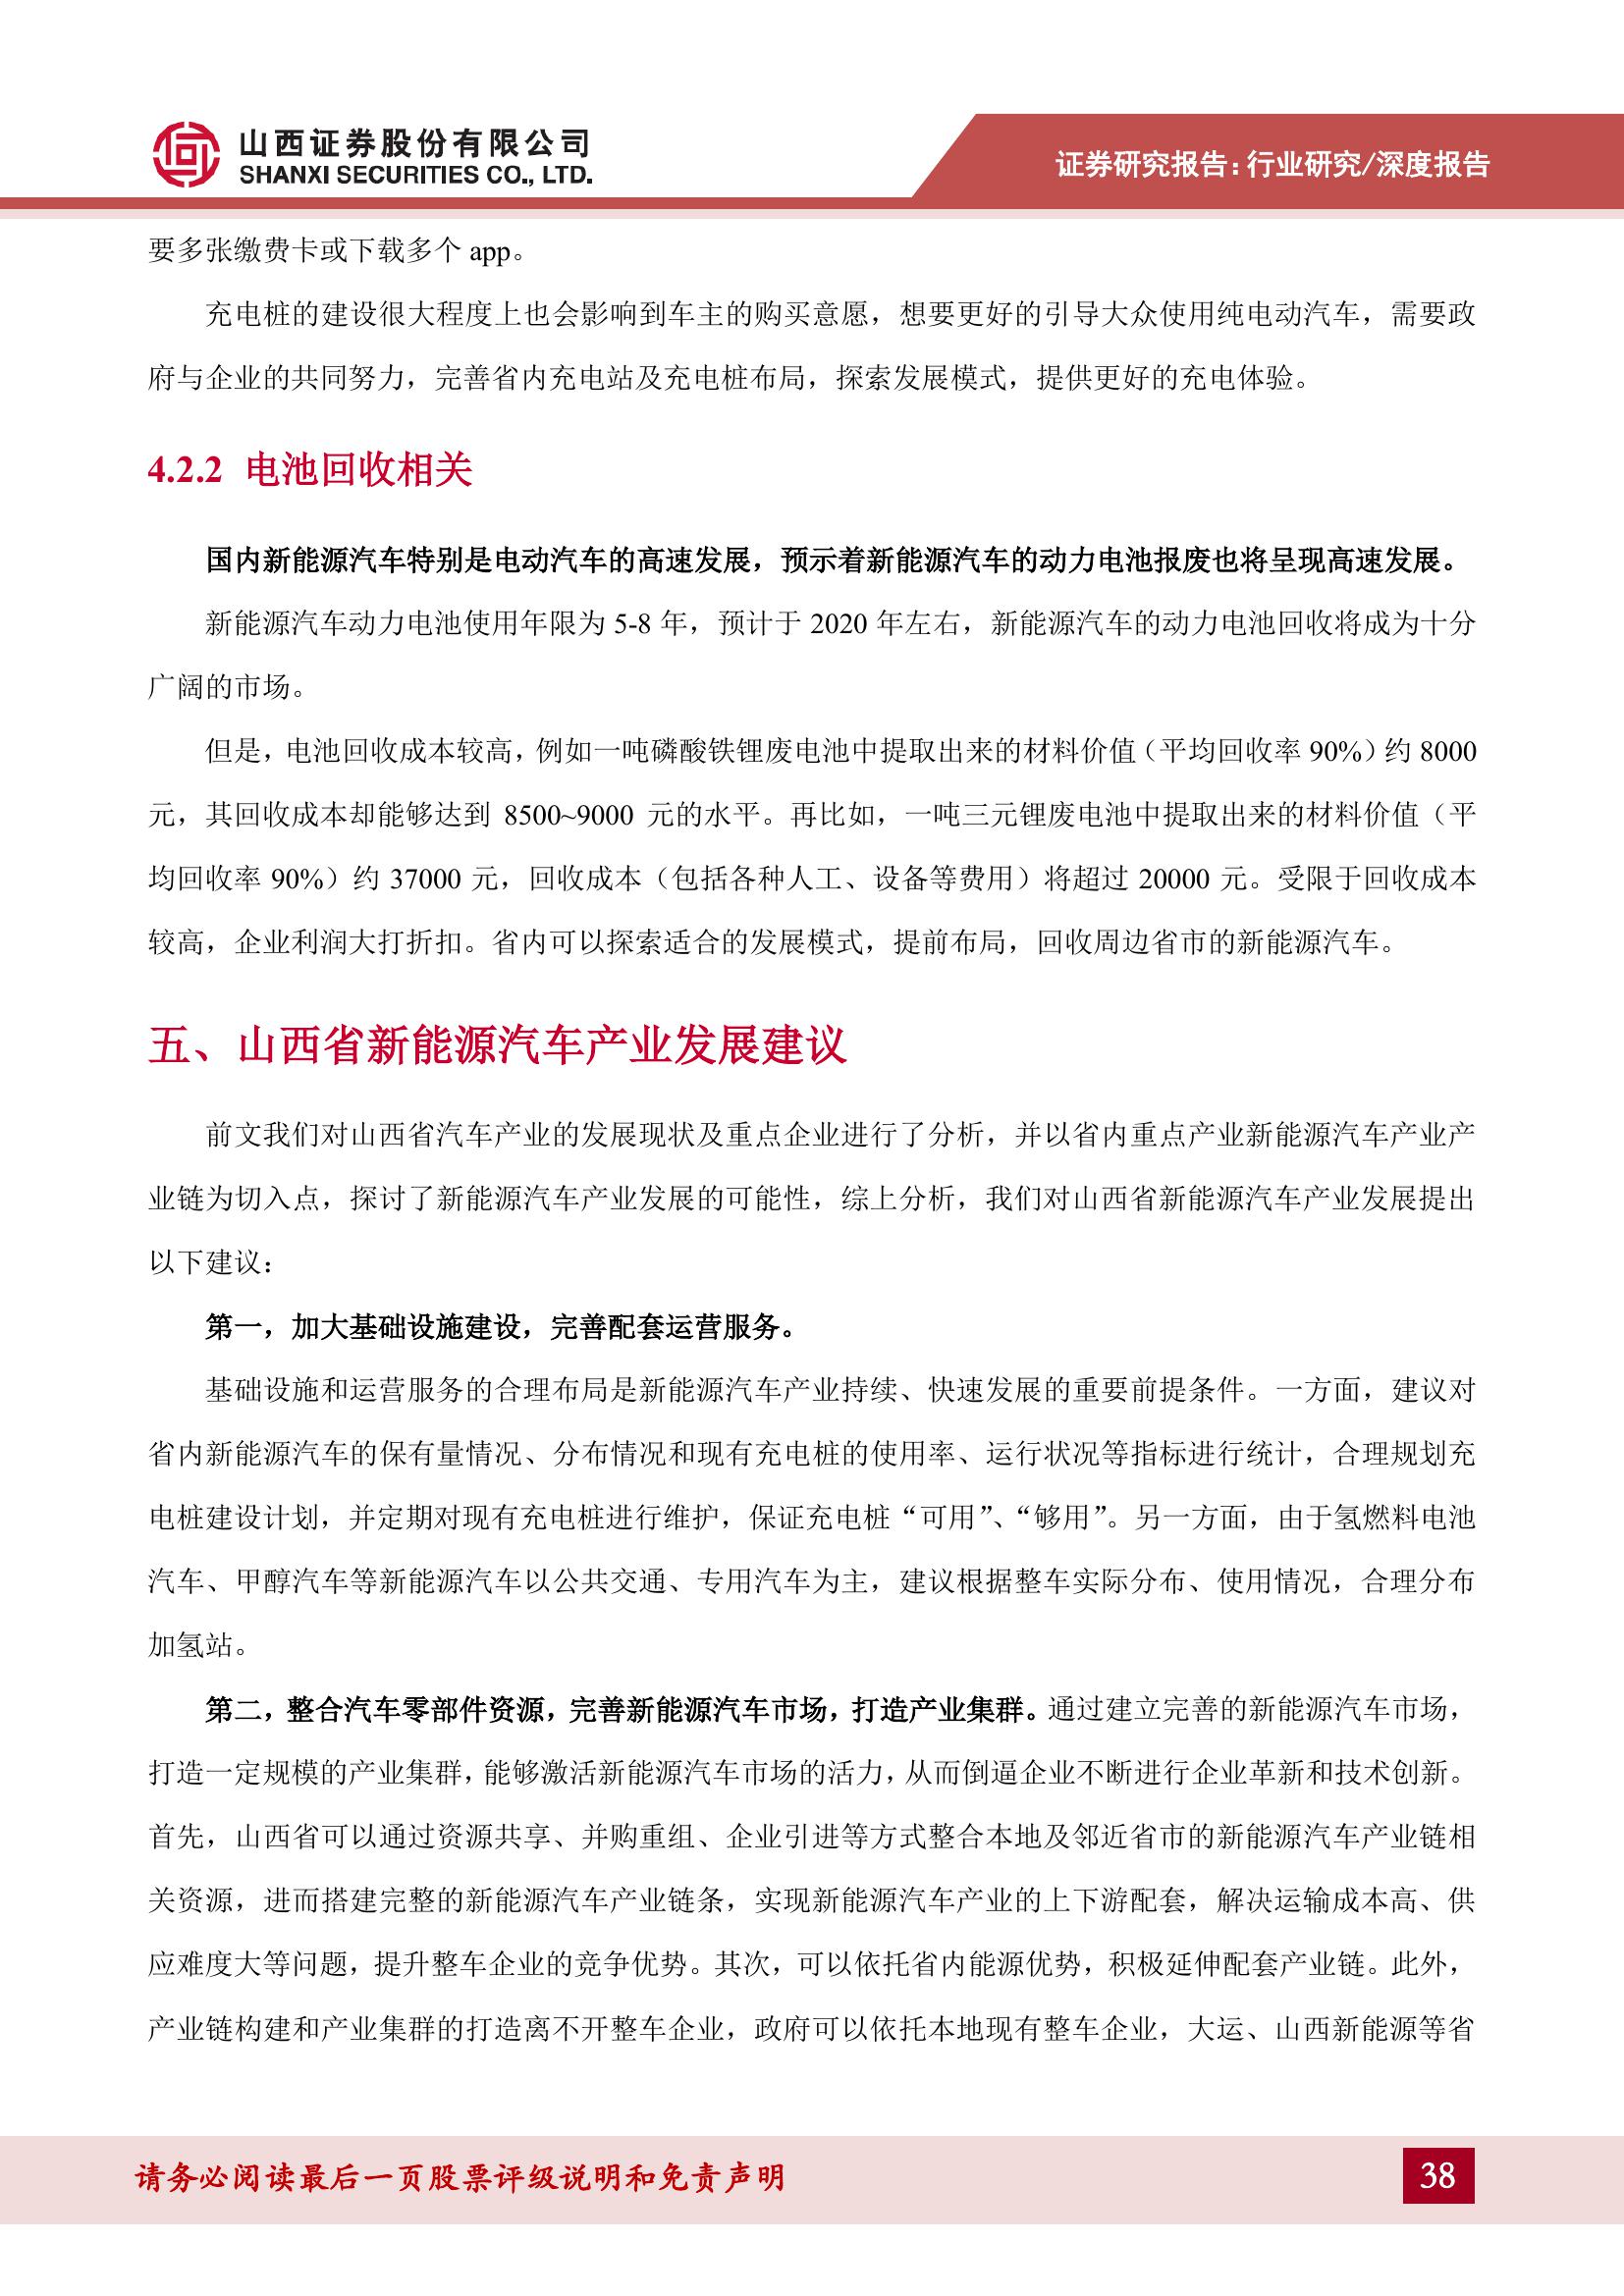 山西证券股份有限公司
SHANXI SECURITIES CO., LTD.
证券研究报告：行业研究/深度报告
要多张缴费卡或下载多个 app。
充电桩的建设很大程度上也会影响到车主的购买意愿，想要更好的引导大众使用纯电动汽车，需要政
府与企业的共同努力，完善省内充电站及充电桩布局，探索发展模式，提供更好的充电体验。
4.2.2 电池回收相关
国内新能源汽车特别是电动汽车的高速发展，预示着新能源汽车的动力电池报废也将呈现高速发展。
新能源汽车动力电池使用年限为 5-8 年，预计于 2020 年左右，新能源汽车的动力电池回收将成为十分
广阔的市场。
但是，电池回收成本较高，例如一吨磷酸铁锂废电池中提取出来的材料价值（平均回收率 90%）约 8000
元，其回收成本却能够达到 8500~9000 元的水平。再比如，一吨三元锂废电池中提取出来的材料价值（平
均回收率 90%）约 37000 元，回收成本（包括各种人工、设备等费用）将超过 20000 元。受限于回收成本
较高，企业利润大打折扣。省内可以探索适合的发展模式，提前布局，回收周边省市的新能源汽车。
五、山西省新能源汽车产业发展建议
前文我们对山西省汽车产业的发展现状及重点企业进行了分析，并以省内重点产业新能源汽车产业产
业链为切入点，探讨了新能源汽车产业发展的可能性，综上分析，我们对山西省新能源汽车产业发展提出
以下建议：
第一，加大基础设施建设，完善配套运营服务。
基础设施和运营服务的合理布局是新能源汽车产业持续、快速发展的重要前提条件。一方面，建议对
省内新能源汽车的保有量情况、分布情况和现有充电桩的使用率、运行状况等指标进行统计，合理规划充
电桩建设计划，并定期对现有充电桩进行维护，保证充电桩“可用”、“够用”。另一方面，由于氢燃料电池
汽车、甲醇汽车等新能源汽车以公共交通、专用汽车为主，建议根据整车实际分布、使用情况，合理分布
加氢站。
第二，整合汽车零部件资源，完善新能源汽车市场，打造产业集群。通过建立完善的新能源汽车市场，
打造一定规模的产业集群，能够激活新能源汽车市场的活力，从而倒逼企业不断进行企业革新和技术创新。
首先，山西省可以通过资源共享、并购重组、企业引进等方式整合本地及邻近省市的新能源汽车产业链相
关资源，进而搭建完整的新能源汽车产业链条，实现新能源汽车产业的上下游配套，解决运输成本高、供
应难度大等问题，提升整车企业的竞争优势。其次，可以依托省内能源优势，积极延伸配套产业链。此外，
产业链构建和产业集群的打造离不开整车企业，政府可以依托本地现有整车企业，大运、山西新能源等省
请务必阅读最后一页股票评级说明和免责声明
38